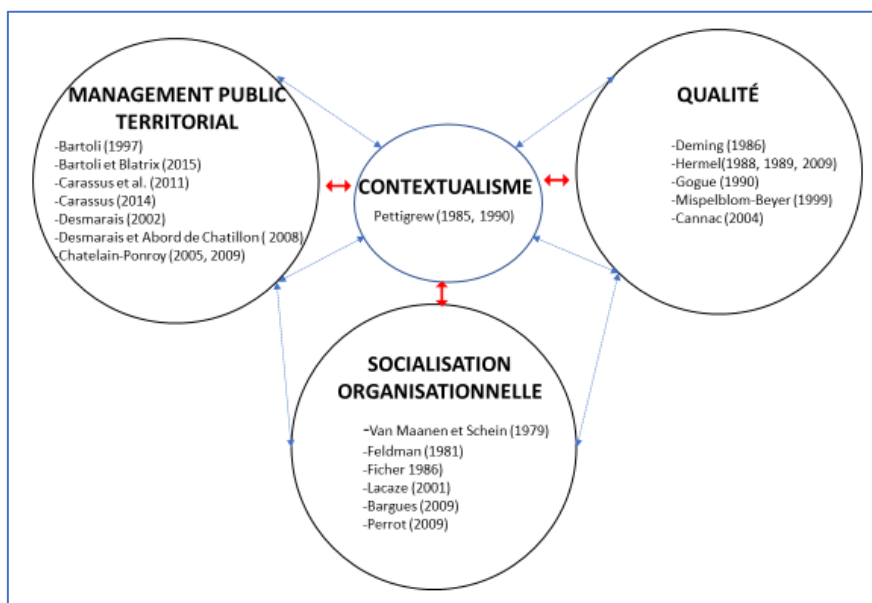 MANAGEMENT PUBLIC
TERRITORIAL
-Bartoli (1997)
-Bartoli et Blatrix (2015)
-Carassus et al. (2011)
-Carassus (2014)
-Desmarais (2002)
-Desmarais et Abord de Chatillon ( 2008)
-Chatelain-Ponroy (2005, 2009)
CONTEXTUALISME
Pettigrew (1985, 1990)
QUALITÉ
-Deming (1986)
-Hermel(1988, 1989, 2009)
-Gogue (1990)
-Mispelblom-Beyer (1999)
-Cannac (2004)
SOCIALISATION
ORGANISATIONNELLE
-Van Maanen et Schein (1979)
-Feldman (1981)
-Ficher 1986)
-Lacaze (2001)
-Bargues (2009)
-Perrot (2009)